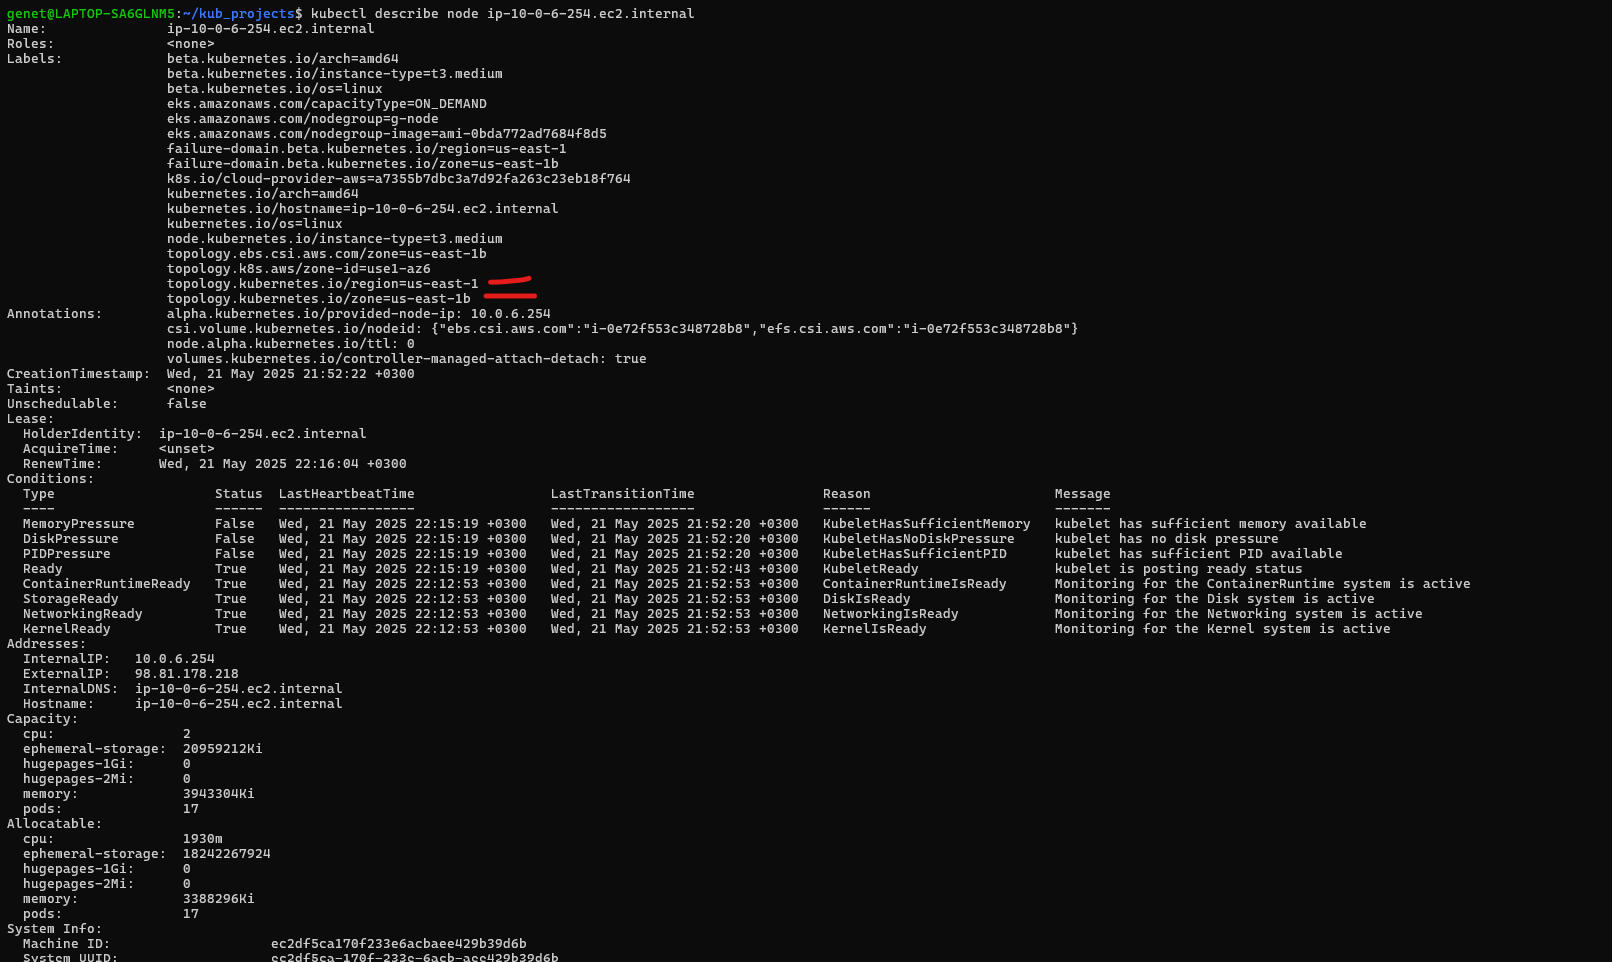 genet@LAPTOP-SA6GLNM5:~/kub_projects$ kubectl describe node ip-10-0-6-254.ec2.internal
Name:               ip-10-0-6-254.ec2.internal
Roles:              <none>
Labels:             beta.kubernetes.io/arch=amd64
                    beta.kubernetes.io/instance-type=t3.medium
                    beta.kubernetes.io/os=linux
                    eks.amazonaws.com/capacityType=ON_DEMAND
                    eks.amazonaws.com/nodegroup=g-node
                    eks.amazonaws.com/nodegroup-image=ami-0bda772ad7684f8d5
                    failure-domain.beta.kubernetes.io/region=us-east-1
                    failure-domain.beta.kubernetes.io/zone=us-east-1b
                    k8s.io/cloud-provider-aws=a7355b7dbc3a7d92fa263c23eb18f764
                    kubernetes.io/arch=amd64
                    kubernetes.io/hostname=ip-10-0-6-254.ec2.internal
                    kubernetes.io/os=linux
                    node.kubernetes.io/instance-type=t3.medium
                    topology.ebs.csi.aws.com/zone=us-east-1b
                    topology.k8s.aws/zone-id=use1-az6
                    topology.kubernetes.io/region=us-east-1
                    topology.kubernetes.io/zone=us-east-1b
Annotations:        alpha.kubernetes.io/provided-node-ip: 10.0.6.254
                    csi.volume.kubernetes.io/nodeid: {"ebs.csi.aws.com":"i-0e72f553c348728b8","efs.csi.aws.com":"i-0e72f553c348728b8"}
                    node.alpha.kubernetes.io/ttl: 0
                    volumes.kubernetes.io/controller-managed-attach-detach: true
CreationTimestamp:  Wed, 21 May 2025 21:52:22 +0300
Taints:             <none>
Unschedulable:      false
Lease:
  HolderIdentity:  ip-10-0-6-254.ec2.internal
  AcquireTime:     <unset>
  RenewTime:       Wed, 21 May 2025 22:16:04 +0300
Conditions:
  Type                    Status  LastHeartbeatTime                 LastTransitionTime                Reason                       Message
  ----                    ------  -----------------                 ------------------                ------                       -------
  MemoryPressure          False   Wed, 21 May 2025 22:15:19 +0300   Wed, 21 May 2025 21:52:20 +0300   KubeletHasSufficientMemory   kubelet has sufficient memory available
  DiskPressure            False   Wed, 21 May 2025 22:15:19 +0300   Wed, 21 May 2025 21:52:20 +0300   KubeletHasNoDiskPressure     kubelet has no disk pressure
  PIDPressure             False   Wed, 21 May 2025 22:15:19 +0300   Wed, 21 May 2025 21:52:20 +0300   KubeletHasSufficientPID      kubelet has sufficient PID available
  Ready                   True    Wed, 21 May 2025 22:15:19 +0300   Wed, 21 May 2025 21:52:43 +0300   KubeletReady                 kubelet is posting ready status
  ContainerRuntimeReady   True    Wed, 21 May 2025 22:12:53 +0300   Wed, 21 May 2025 21:52:53 +0300   ContainerRuntimeIsReady      Monitoring for the ContainerRuntime system is active
  StorageReady            True    Wed, 21 May 2025 22:12:53 +0300   Wed, 21 May 2025 21:52:53 +0300   DiskIsReady                  Monitoring for the Disk system is active
  NetworkingReady         True    Wed, 21 May 2025 22:12:53 +0300   Wed, 21 May 2025 21:52:53 +0300   NetworkingIsReady            Monitoring for the Networking system is active
  KernelReady             True    Wed, 21 May 2025 22:12:53 +0300   Wed, 21 May 2025 21:52:53 +0300   KernelIsReady                Monitoring for the Kernel system is active
Addresses:
  InternalIP:   10.0.6.254
  ExternalIP:   98.81.178.218
  InternalDNS:  ip-10-0-6-254.ec2.internal
  Hostname:     ip-10-0-6-254.ec2.internal
Capacity:
  cpu:                2
  ephemeral-storage:  20959212Ki
  hugepages-1Gi:      0
  hugepages-2Mi:      0
  memory:             3943304Ki
  pods:               17
Allocatable:
  cpu:                1930m
  ephemeral-storage:  18242267924
  hugepages-1Gi:      0
  hugepages-2Mi:      0
  memory:             3388296Ki
  pods:               17
System Info:
  Machine ID:                    ec2df5ca170f233e6acbaee429b39d6b
  System UUID:                   ec2df5ca-170f-233e-6acb-aee429b39d6b